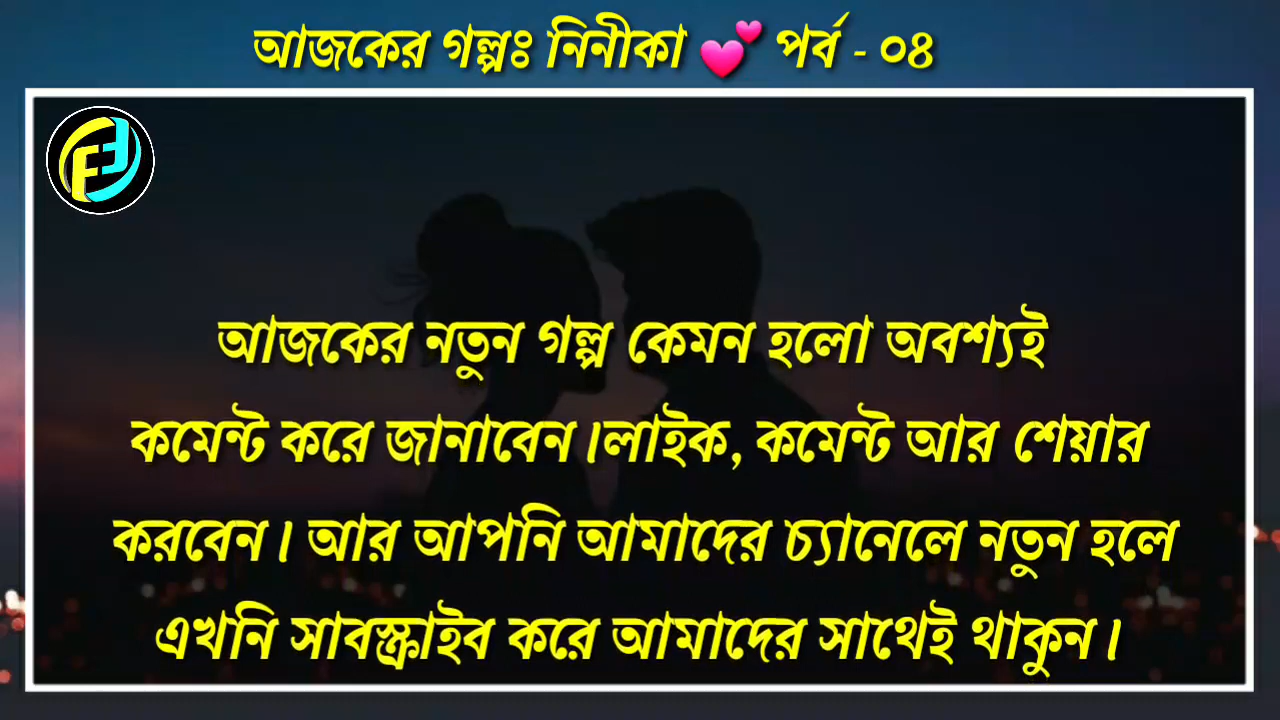 আজকের গল্পঃ নিনীকা 💕 পর্ব - ০৪
আজকের নতুন গল্প কেমন হলো অবশ্যই
কমেন্ট করে জানাবেন।লাইক, কমেন্ট আর শেয়ার
করবেন। আর আপনি আমাদের চ্যানেলে নতুন হলে
এখনি সাবস্ক্রাইব করে আমাদের সাথেই থাকুন।